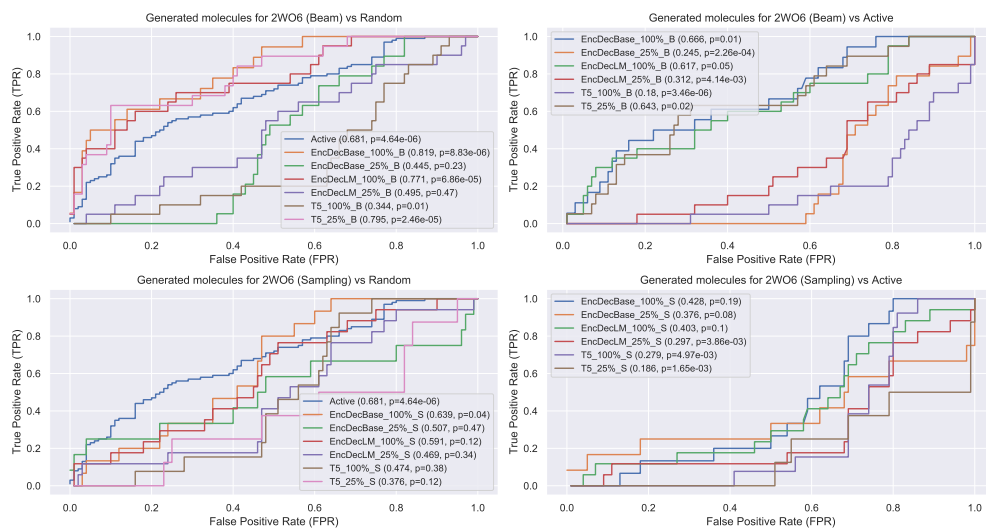 Generated molecules for 2WO6 (Beam) vs Random
True Positive Rate (TPR)
1.0
0.8
0.6
0.4
0.2
0.0
Active (0.681, p=4.64e-06)
EncDecBase_100%_B (0.819, p=8.83e-06)
EncDecBase_25%_B (0.445, p=0.23)
EncDecLM_100%_B (0.771, p=6.86e-05)
EncDecLM_25%_B (0.495, p=0.47)
T5_100%_B (0.344, p=0.01)
T5_25%_B (0.795, p=2.46e-05)
0.0 0.2 0.4 0.6 0.8 1.0
False Positive Rate (FPR)
Generated molecules for 2WO6 (Beam) vs Active
True Positive Rate (TPR)
1.0
0.8
0.6
0.4
0.2
0.0
EncDecBase_100%_B (0.666, p=0.01)
EncDecBase_25%_B (0.245, p=2.26e-04)
EncDecLM_100%_B (0.617, p=0.05)
EncDecLM_25%_B (0.312, p=4.14e-03)
T5_100%_B (0.18, p=3.46e-06)
T5_25%_B (0.643, p=0.02)
0.0 0.2 0.4 0.6 0.8 1.0
False Positive Rate (FPR)
Generated molecules for 2WO6 (Sampling) vs Random
True Positive Rate (TPR)
1.0
0.8
0.6
0.4
0.2
0.0
Active (0.681, p=4.64e-06)
EncDecBase_100%_S (0.639, p=0.04)
EncDecBase_25%_S (0.507, p=0.47)
EncDecLM_100%_S (0.591, p=0.12)
EncDecLM_25%_S (0.469, p=0.34)
T5_100%_S (0.474, p=0.38)
T5_25%_S (0.376, p=0.12)
0.0 0.2 0.4 0.6 0.8 1.0
False Positive Rate (FPR)
Generated molecules for 2WO6 (Sampling) vs Active
True Positive Rate (TPR)
1.0
0.8
0.6
0.4
0.2
0.0
EncDecBase_100%_S (0.428, p=0.19)
EncDecBase_25%_S (0.376, p=0.08)
EncDecLM_100%_S (0.403, p=0.1)
EncDecLM_25%_S (0.297, p=3.86e-03)
T5_100%_S (0.279, p=4.97e-03)
T5_25%_S (0.186, p=1.65e-03)
0.0 0.2 0.4 0.6 0.8 1.0
False Positive Rate (FPR)